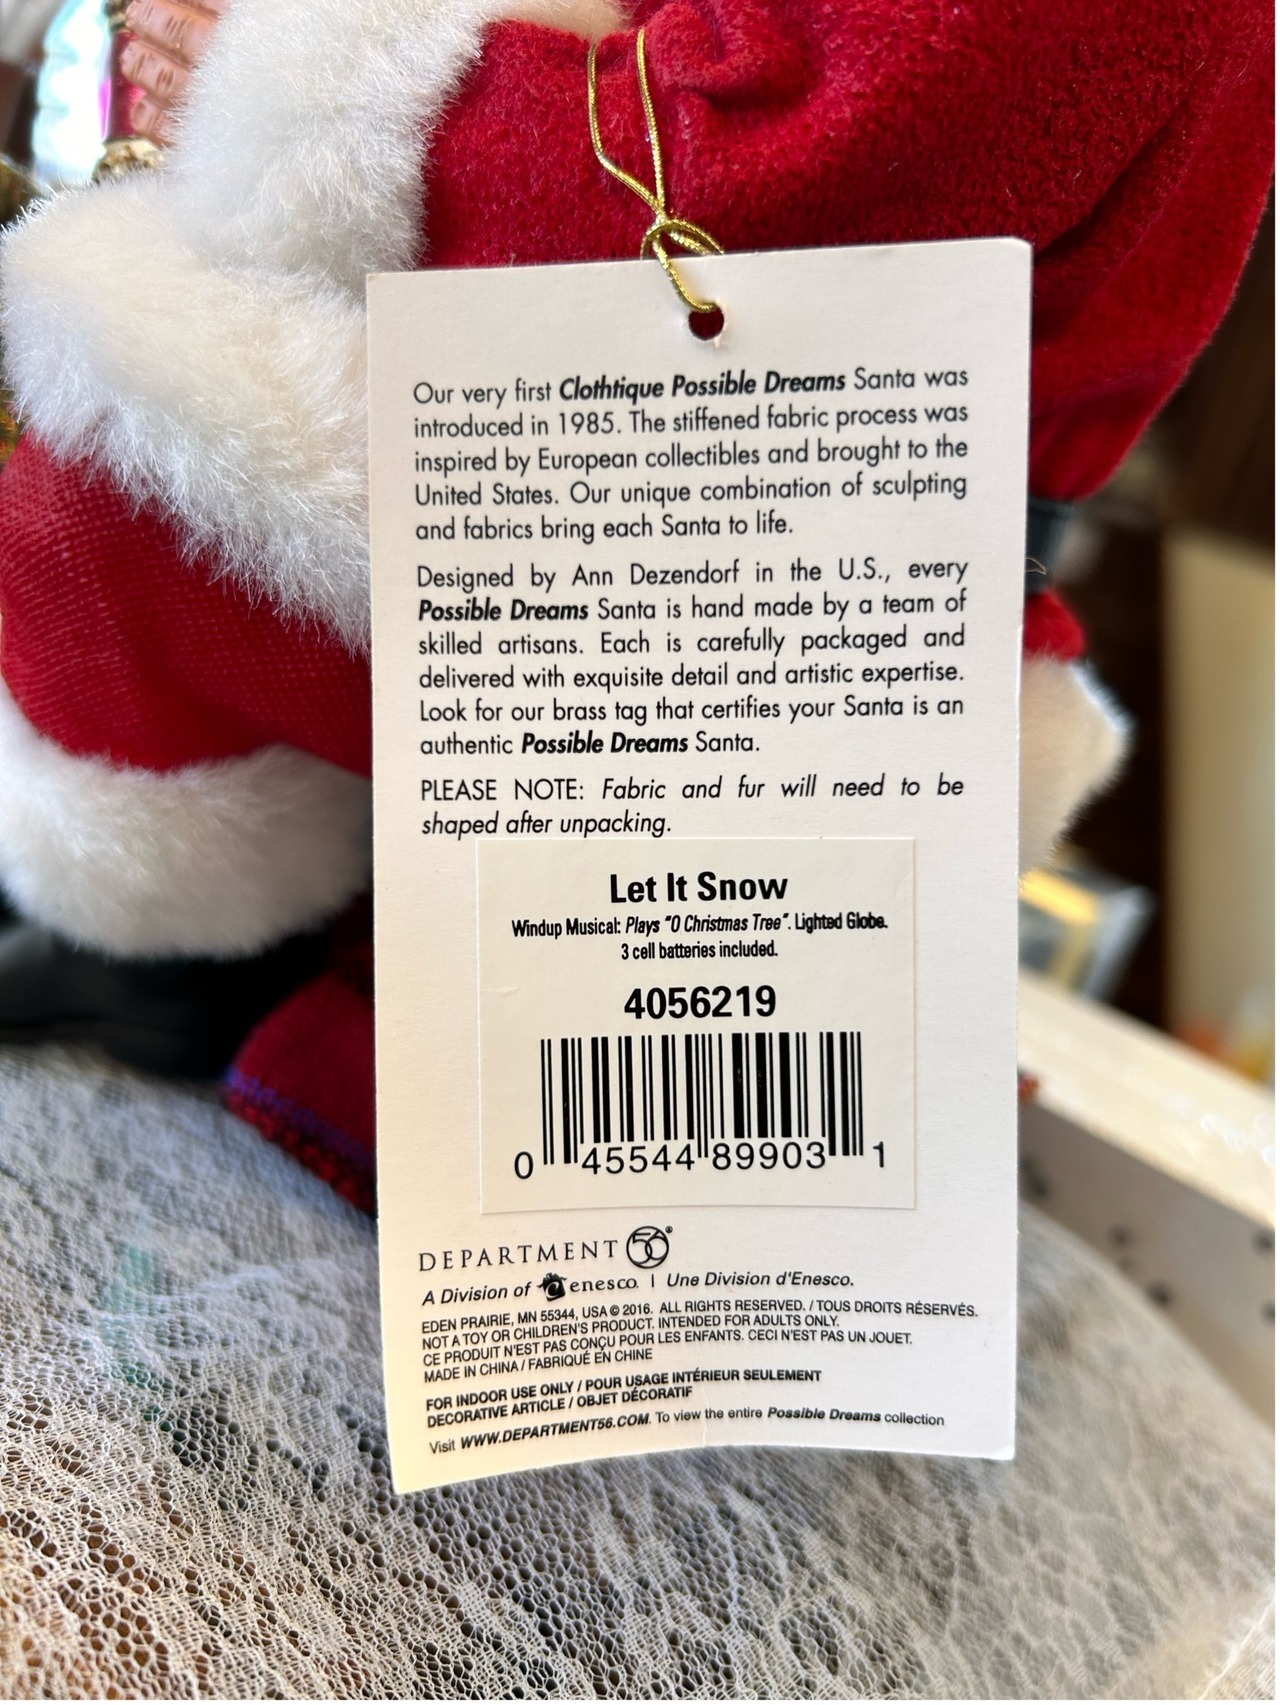 Our very first Clothtique Possible Dreams Santa was
introduced in 1985. The stiffened fabric process was
inspired by European collectibles and brought to the
United States. Our unique combination of sculpting
and fabrics bring each Santa to life.
Designed by Ann Dezendorf in the U.S., every
Possible Dreams Santa is hand made by a team of
skilled artisans. Each is carefully packaged and
delivered with exquisite detail and artistic expertise.
Look for our brass tag that certifies your Santa is an
authentic Possible Dreams Santa.
PLEASE NOTE: Fabric and fur will need to be
shaped after unpacking.
Let It Snow
Windup Musical: Plays "O Christmas Tree". Lighted Globe.
3 cell batteries included.
4056219
0 45544 89903 1
DEPARTMENT 56®
A Division of enesco. | Une Division d'Enesco.
EDEN PRAIRIE, MN 55344, USA © 2016. ALL RIGHTS RESERVED. / TOUS DROITS RÉSERVÉS.
NOT A TOY OR CHILDREN'S PRODUCT. INTENDED FOR ADULTS ONLY.
CE PRODUIT N'EST PAS CONÇU POUR LES ENFANTS. CECI N'EST PAS UN JOUET.
MADE IN CHINA / FABRIQUÉ EN CHINE
FOR INDOOR USE ONLY / POUR USAGE INTÉRIEUR SEULEMENT
DECORATIVE ARTICLE / OBJET DÉCORATIF
Visit WWW.DEPARTMENT56.COM. To view the entire Possible Dreams collection